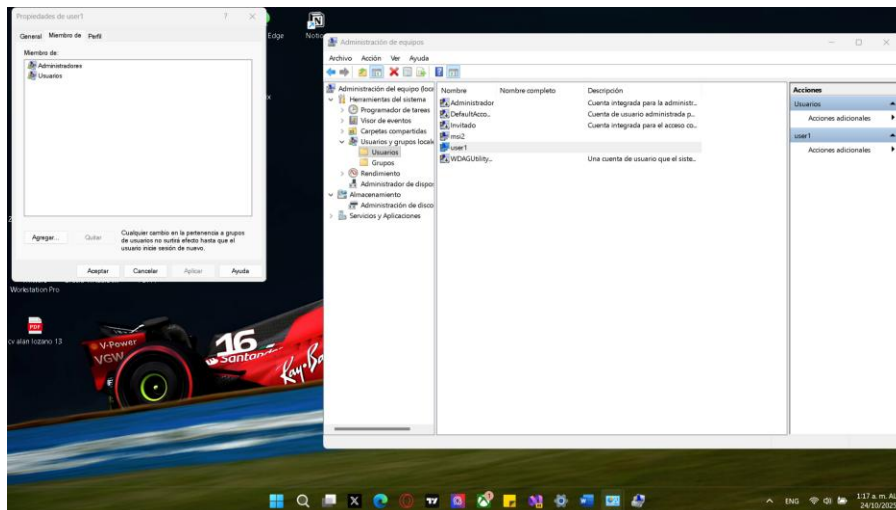 Propiedades de user1
General Miembro de Perfil
Miembro de:
Administradores
Usuarios
Agregar... Quitar
Cualquier cambio en la pertenencia a grupos
de usuarios no surtirá efecto hasta que el
usuario inicie sesión de nuevo.
Aceptar Cancelar Aplicar Ayuda
Edge
Workstation Pro
PDF
cv alan lozano 13
V-Power
VGW
16
Santander
Ray-Ba
Administración de equipos
Archivo Acción Ver Ayuda
Administración del equipo (loca
Herramientas del sistema
Programador de tareas
Visor de eventos
Carpetas compartidas
Usuarios y grupos locale
Usuarios
Grupos
Rendimiento
Administrador de dispos
Almacenamiento
Administración de disco
Servicios y Aplicaciones
Nombre Nombre completo Descripción
Administrador Cuenta integrada para la administr...
DefaultAcco... Cuenta de usuario administrada p...
Invitado Cuenta integrada para el acceso co...
msi2
user1
WDAGUtility... Una cuenta de usuario que el siste...
Acciones
Usuarios
Acciones adicionales
user1
Acciones adicionales
ENG
1:17 a. m. AL
24/10/2025